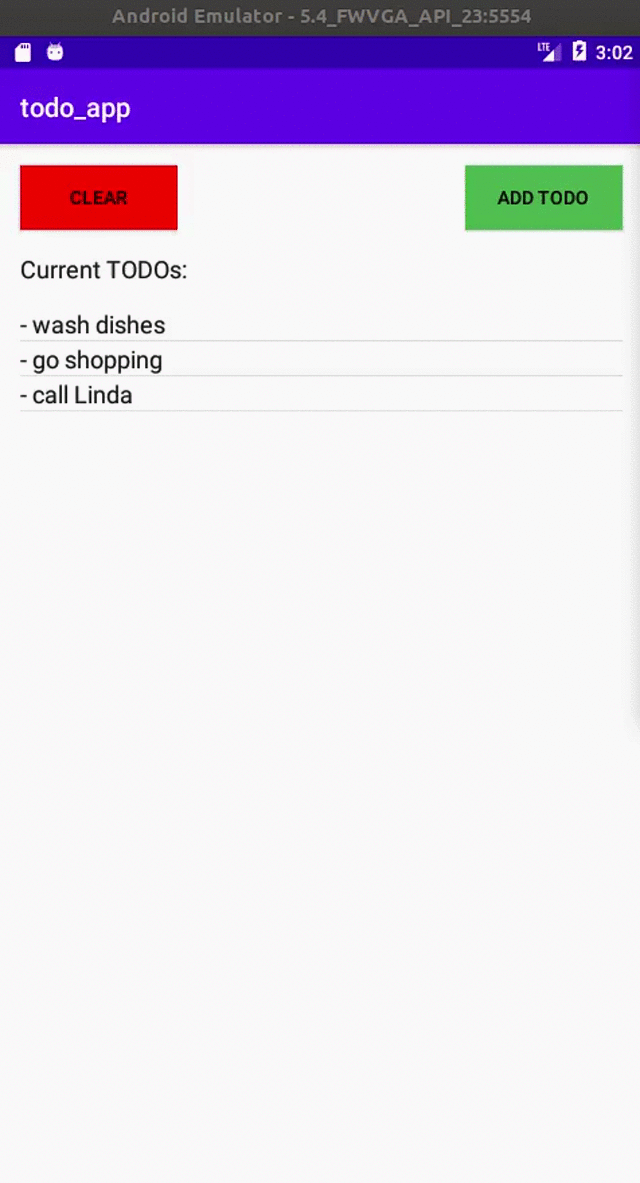 Android Emulator - 5.4_FWVGA_API_23:5554
LTE 3:02
todo_app
CLEAR ADD TODO
Current TODOs:
- wash dishes
- go shopping
- call Linda